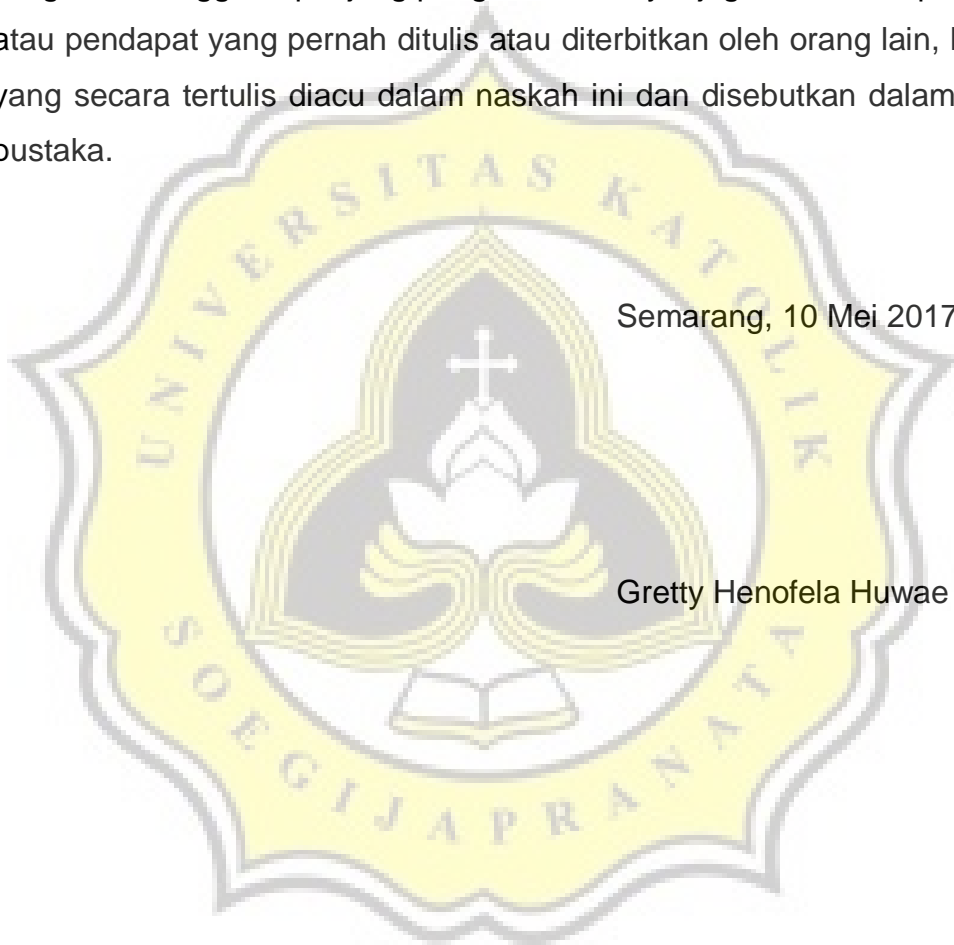 atau pendapat yang pernah ditulis atau diterbitkan oleh orang lain,
yang secara tertulis diacu dalam naskah ini dan disebutkan dalam
pustaka.
UNIVERSITAS KATOLIK
Semarang, 10 Mei 2017
Gretty Henofela Huwae
SOEGIJAPRANATA